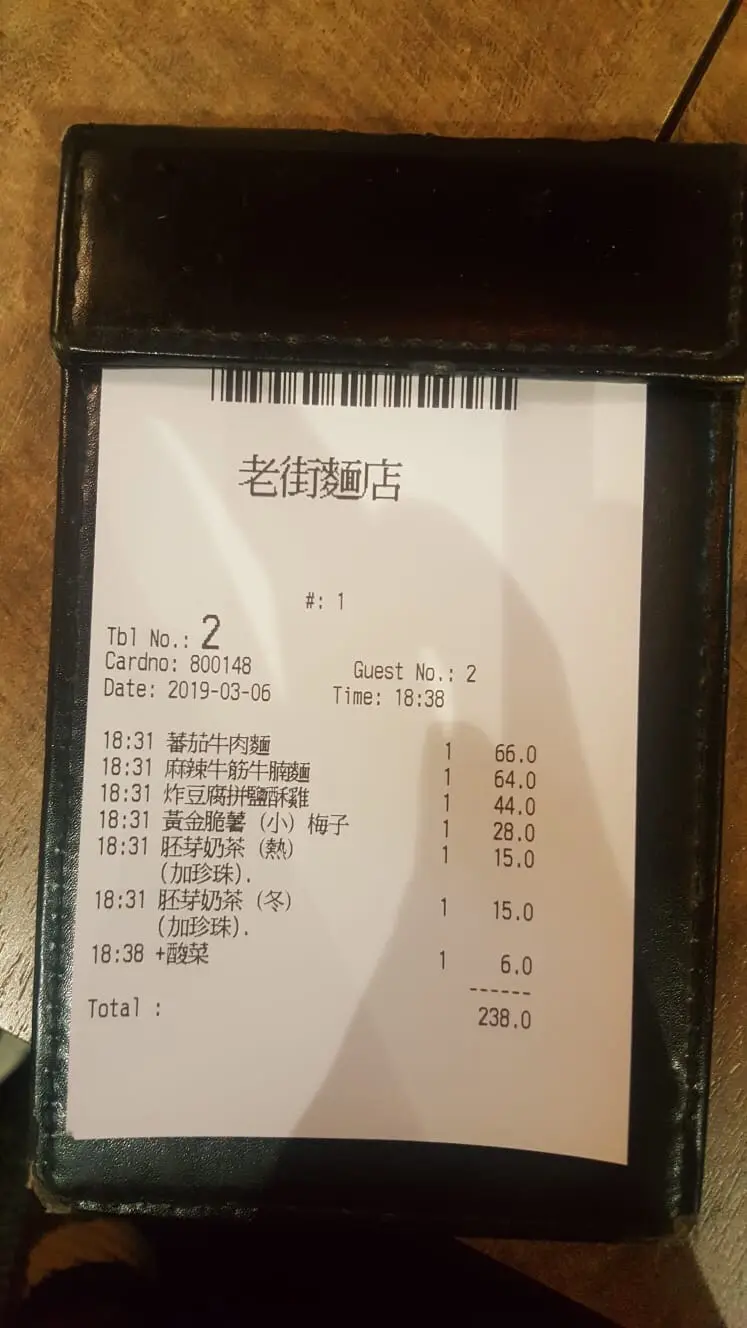 老街麵店
#: 1
Tbl No.: 2
Cardno: 800148 Guest No.: 2
Date: 2019-03-06 Time: 18:38
18:31 蕃茄牛肉麵 1 66.0
18:31 麻辣牛筋牛腩麵 1 64.0
18:31 炸豆腐拼鹽酥雞 1 44.0
18:31 黃金脆薯 (小) 梅子 1 28.0
18:31 胚芽奶茶 (熱) 1 15.0
(加珍珠).
18:31 胚芽奶茶 (冬) 1 15.0
(加珍珠).
18:38 +酸菜 1 6.0
------
Total : 238.0